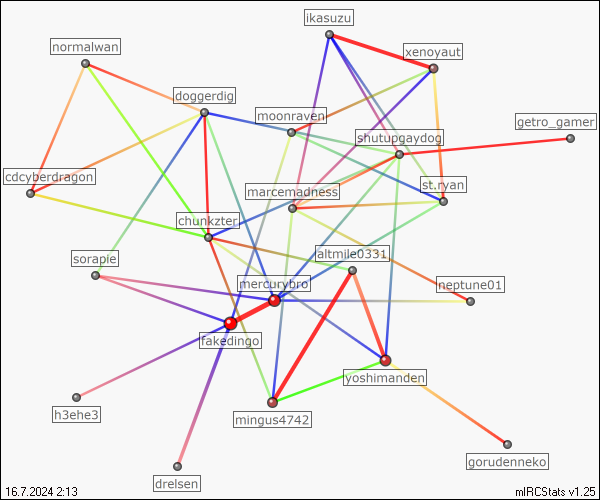 ikasuzu
normalwan
xenoyaut
doggerdig
moonraven
getro_gamer
shutupgaydog
cdcyberdragon
marcemadness
st.ryan
chunkzter
altmile0331
sorapie
mercurybro
neptune01
fakedingo
yoshimanden
h3ehe3
mingus4742
gorudenneko
drelsen
16.7.2024 2:13
mIRCStats v1.25